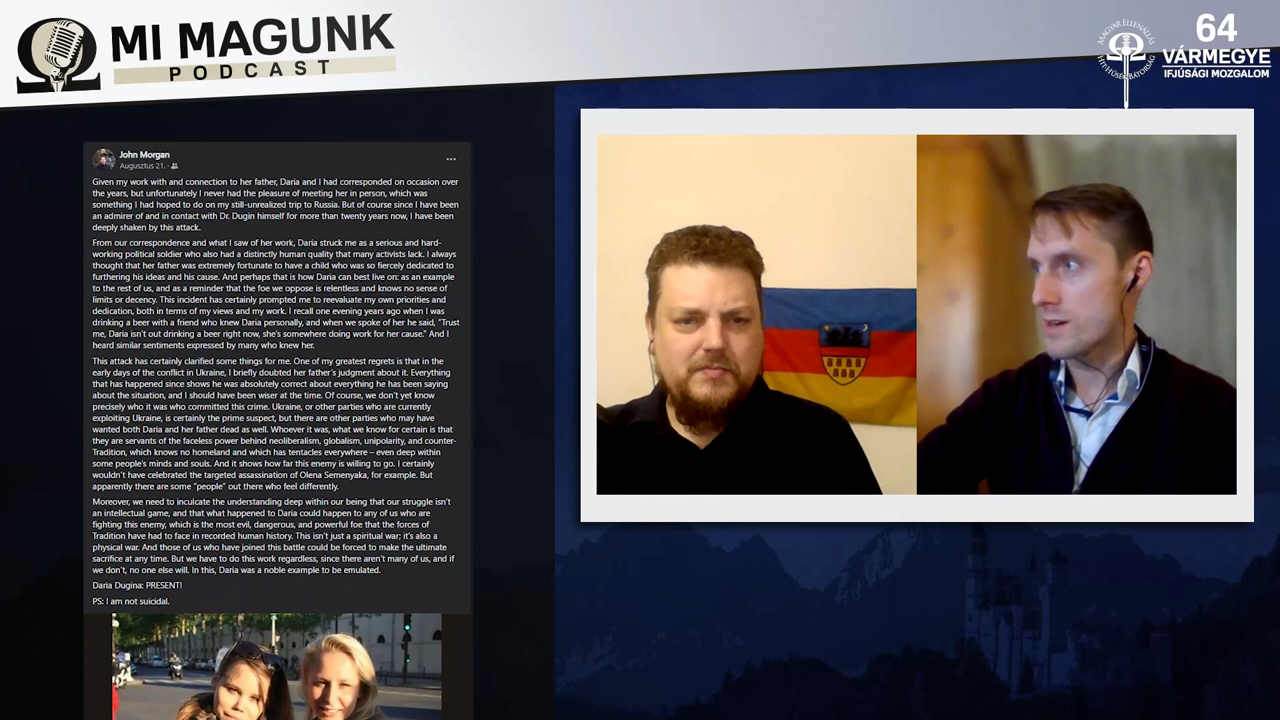 MI MAGUNK
PODCAST
MAGYAR ELLENÁLLÁS
HITHŰSÉG BÁTORSÁG
64
VÁRMEGYE
IFJÚSÁGI MOZGALOM
John Morgan
Augusztus 21. ·
Given my work with and connection to her father, Daria and I had corresponded on occasion over
the years, but unfortunately I never had the pleasure of meeting her in person, which was
something I had hoped to do on my still-unrealized trip to Russia. But of course since I have been
an admirer of and in contact with Dr. Dugin himself for more than twenty years now, I have been
deeply shaken by this attack.
From our correspondence and what I saw of her work, Daria struck me as a serious and hard-
working political soldier who also had a distinctly human quality that many activists lack. I always
thought that her father was extremely fortunate to have a child who was so fiercely dedicated to
furthering his ideas and his cause. And perhaps that is how Daria can best live on: as an example
to the rest of us, and as a reminder that the foe we oppose is relentless and knows no sense of
limits or decency. This incident has certainly prompted me to reevaluate my own priorities and
dedication, both in terms of my views and my work. I recall one evening years ago when I was
drinking a beer with a friend who knew Daria personally, and when we spoke of her he said, "Trust
me, Daria isn't out drinking a beer right now, she's somewhere doing work for her cause." And I
heard similar sentiments expressed by many who knew her.
This attack has certainly clarified some things for me. One of my greatest regrets is that in the
early days of the conflict in Ukraine, I briefly doubted her father's judgment about it. Everything
that has happened since shows he was absolutely correct about everything he has been saying
about the situation, and I should have been wiser at the time. Of course, we don't yet know
precisely who it was who committed this crime. Ukraine, or other parties who are currently
exploiting Ukraine, is certainly the prime suspect, but there are other parties who may have
wanted both Daria and her father dead as well. Whoever it was, what we know for certain is that
they are servants of the faceless power behind neoliberalism, globalism, unipolarity, and counter-
Tradition, which knows no homeland and which has tentacles everywhere – even deep within
some people's minds and souls. And it shows how far this enemy is willing to go. I certainly
wouldn't have celebrated the targeted assassination of Olena Semenyaka, for example. But
apparently there are some "people" out there who feel differently.
Moreover, we need to inculcate the understanding deep within our being that our struggle isn't
an intellectual game, and that what happened to Daria could happen to any of us who are
fighting this enemy, which is the most evil, dangerous, and powerful foe that the forces of
Tradition have had to face in recorded human history. This isn't just a spiritual war; it's also a
physical war. And those of us who have joined this battle could be forced to make the ultimate
sacrifice at any time. But we have to do this work regardless, since there aren't many of us, and if
we don't, no one else will. In this, Daria was a noble example to be emulated.
Daria Dugina: PRESENT!
PS: I am not suicidal.